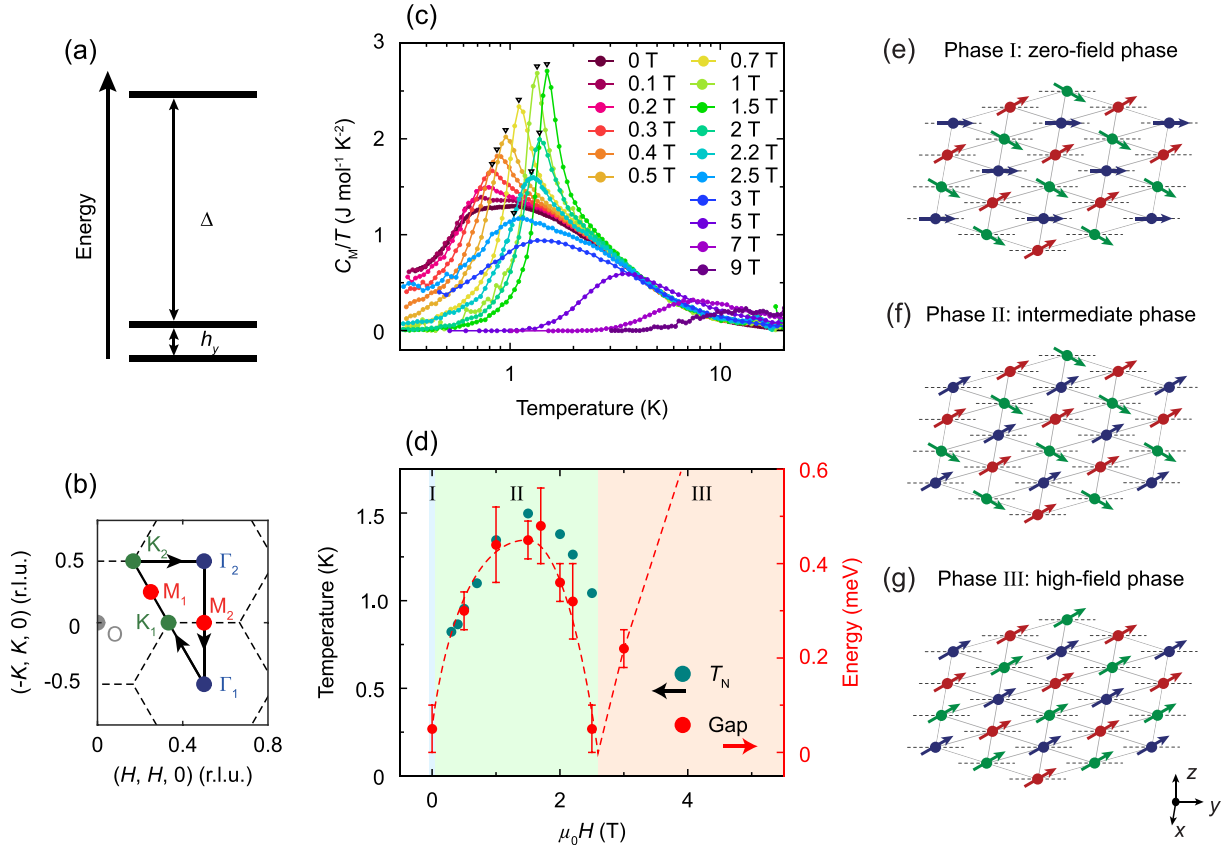 (a)
Energy
Δ
h_y
(b)
(-K, K, 0) (r.l.u.)
0.5
0
-0.5
K₂
Γ₂
M₁
M₂
K₁
O
Γ₁
0
0.4
0.8
(H, H, 0) (r.l.u.)
(c)
C_M/T (J mol⁻¹ K⁻²)
3
2
1
0
0 T
0.1 T
0.2 T
0.3 T
0.4 T
0.5 T
0.7 T
1 T
1.5 T
2 T
2.2 T
2.5 T
3 T
5 T
7 T
9 T
1
10
Temperature (K)
(d)
Temperature (K)
1.5
1.0
0.5
0
I
II
III
T_N
Gap
0.6
0.4
0.2
0
Energy (meV)
0
2
4
μ₀H (T)
(e)
Phase I: zero-field phase
(f)
Phase II: intermediate phase
(g)
Phase III: high-field phase
z
y
x